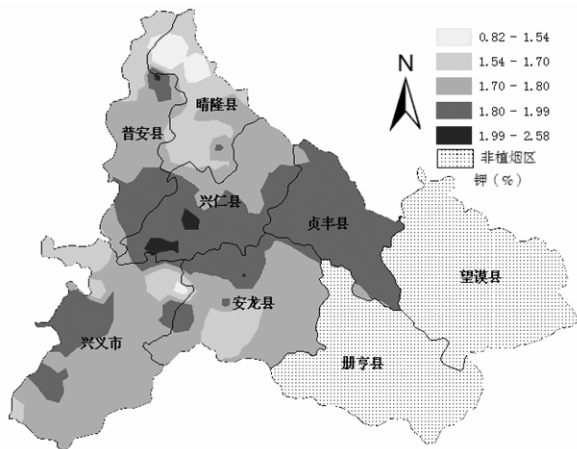 0.82 - 1.54
1.54 - 1.70
1.70 - 1.80
1.80 - 1.99
1.99 - 2.58
非植烟区
钾（%）
N
晴隆县
普安县
兴仁县
贞丰县
望谟县
安龙县
兴义市
册亨县